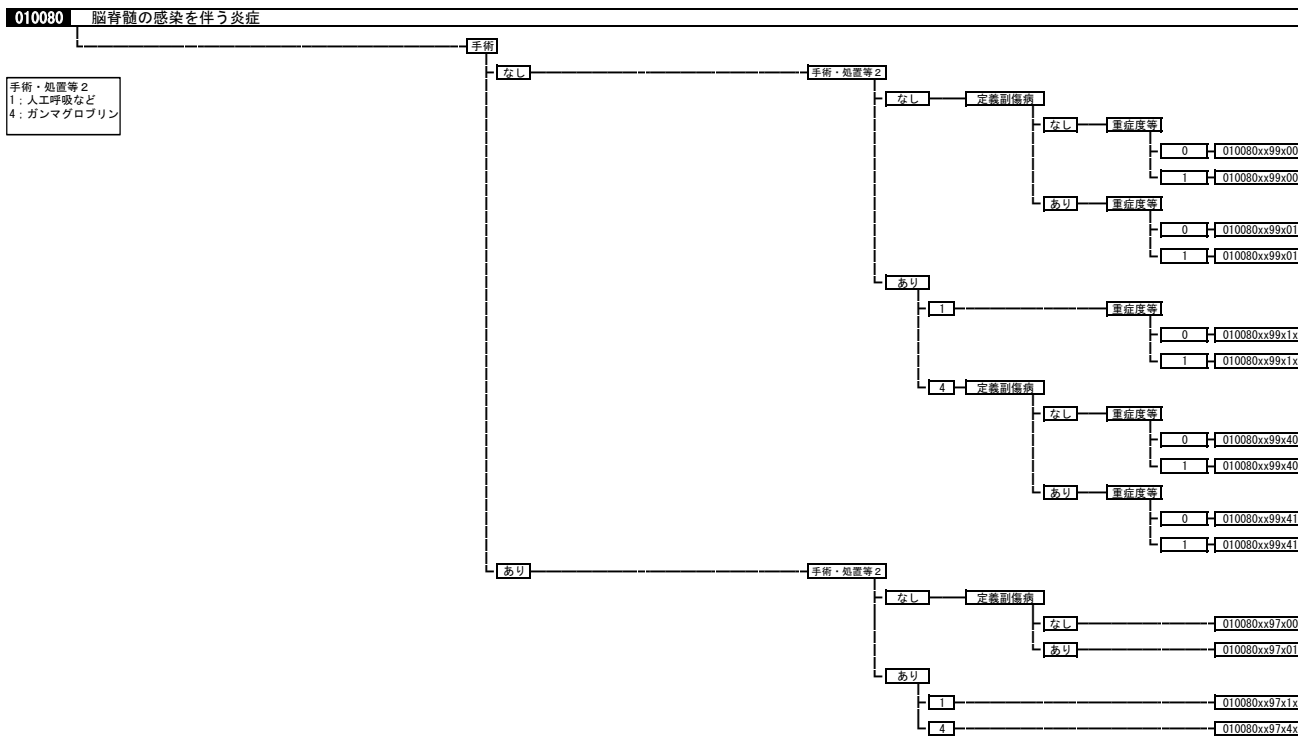 010080 脳脊髄の感染を伴う炎症
手術
なし 手術・処置等2
手術・処置等2
1:人工呼吸など
4:ガンマグロブリン
なし 定義副傷病
なし 重症度等
0 010080xx99x00
1 010080xx99x00
あり 重症度等
0 010080xx99x01
1 010080xx99x01
あり
1 重症度等
0 010080xx99x1x
1 010080xx99x1x
4 定義副傷病
なし 重症度等
0 010080xx99x40
1 010080xx99x40
あり 重症度等
0 010080xx99x41
1 010080xx99x41
あり 手術・処置等2
なし 定義副傷病
なし 010080xx97x00
あり 010080xx97x01
あり
1 010080xx97x1x
4 010080xx97x4x